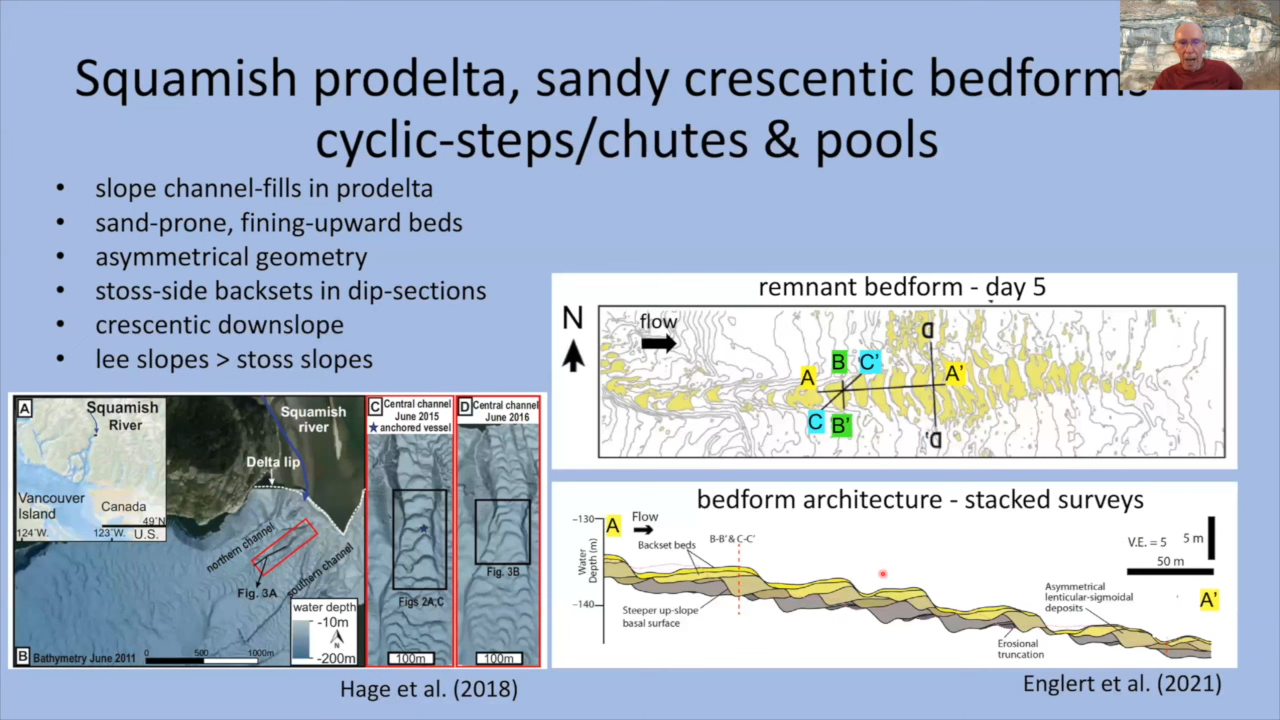 Squamish prodelta, sandy crescentic bedforms
cyclic-steps/chutes & pools
• slope channel-fills in prodelta
• sand-prone, fining-upward beds
• asymmetrical geometry
• stoss-side backsets in dip-sections
• crescentic downslope
• lee slopes > stoss slopes
A
Squamish
River
Vancouver
Island
Canada
49°N
124°W.
123°W.
U.S.
Squamish
river
Delta lip
northern channel
southern channel
Fig. 3A
water depth
-10m
N
-200m
B
Bathymetry June 2011
0
500
1000m
C
Central channel
June 2015
★ anchored vessel
Figs 2A,C
100m
D
Central channel
June 2016
Fig. 3B
100m
Hage et al. (2018)
remnant bedform - day 5
N
flow
A
B
C'
A'
C
B'
D
D'
bedform architecture - stacked surveys
−130
A
Flow
B-B' & C-C'
Backset beds
Water
Depth (m)
−140
Steeper up-slope
basal surface
V.E. = 5
5 m
50 m
Asymmetrical
lenticular-sigmoidal
deposits
A'
Erosional
truncation
Englert et al. (2021)